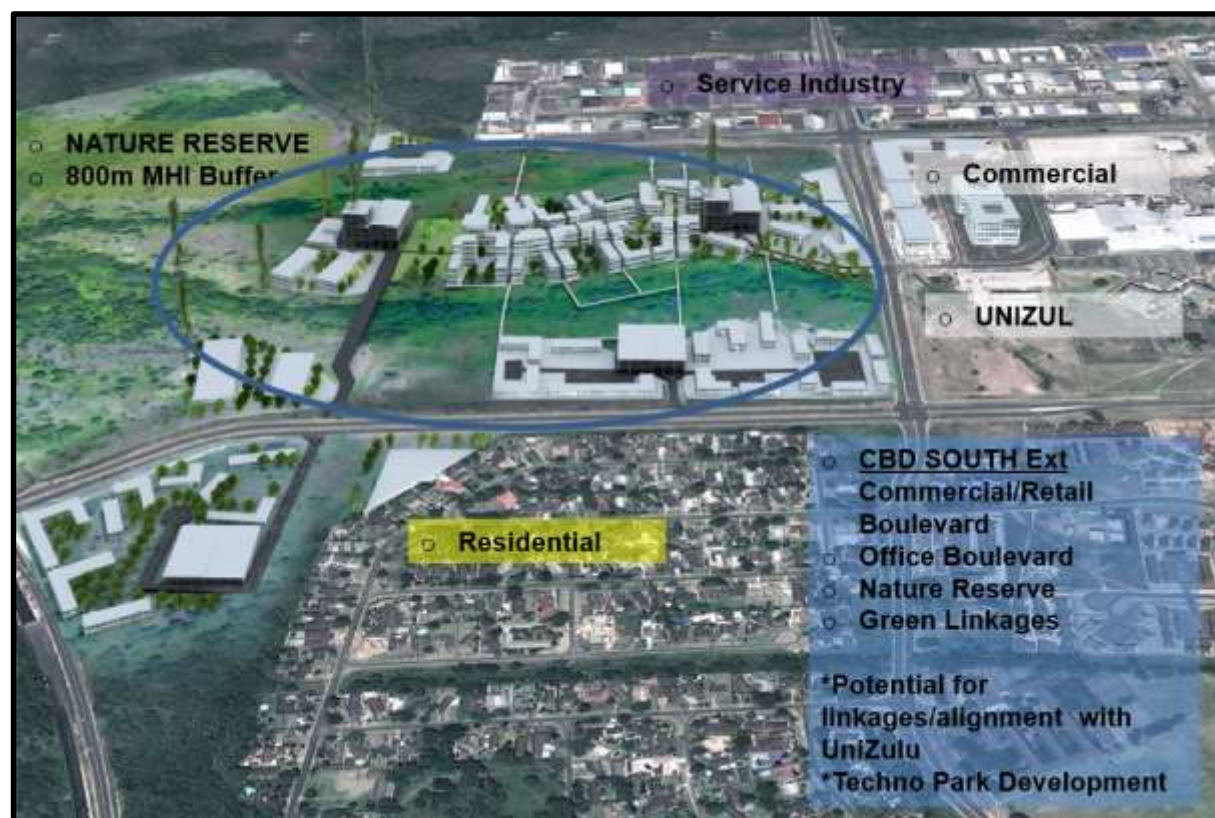 Service Industry
NATURE RESERVE
800m MHI Buffer
Commercial
UNIZUL
CBD SOUTH Ext
Commercial/Retail
Boulevard
Office Boulevard
Nature Reserve
Green Linkages
*Potential for
linkages/alignment with
UniZulu
*Techno Park Development
Residential